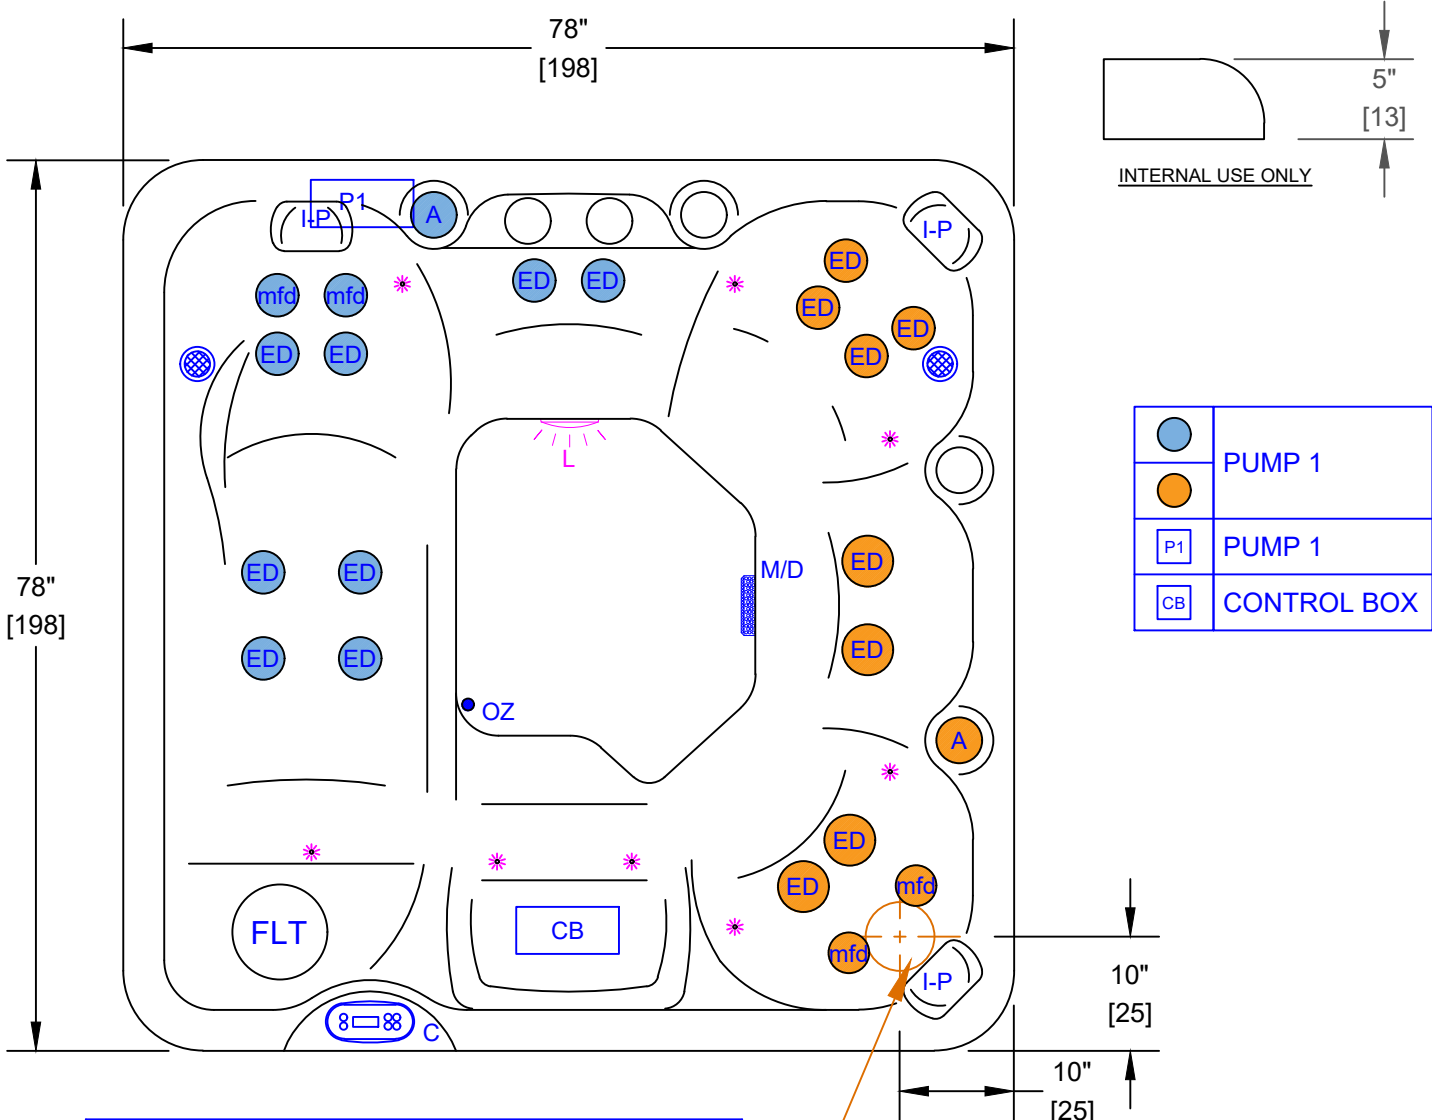 78"
[198]
5"
[13]
INTERNAL USE ONLY
P1
I-P
A
I-P
ED
ED
ED
mfd
mfd
ED
ED
ED
ED
ED
PUMP 1
L
P1
PUMP 1
CB
CONTROL BOX
ED
ED
ED
M/D
78"
[198]
ED
ED
ED
OZ
A
ED
ED
mfd
FLT
CB
mfd
I-P
10"
[25]
C
10"
[25]